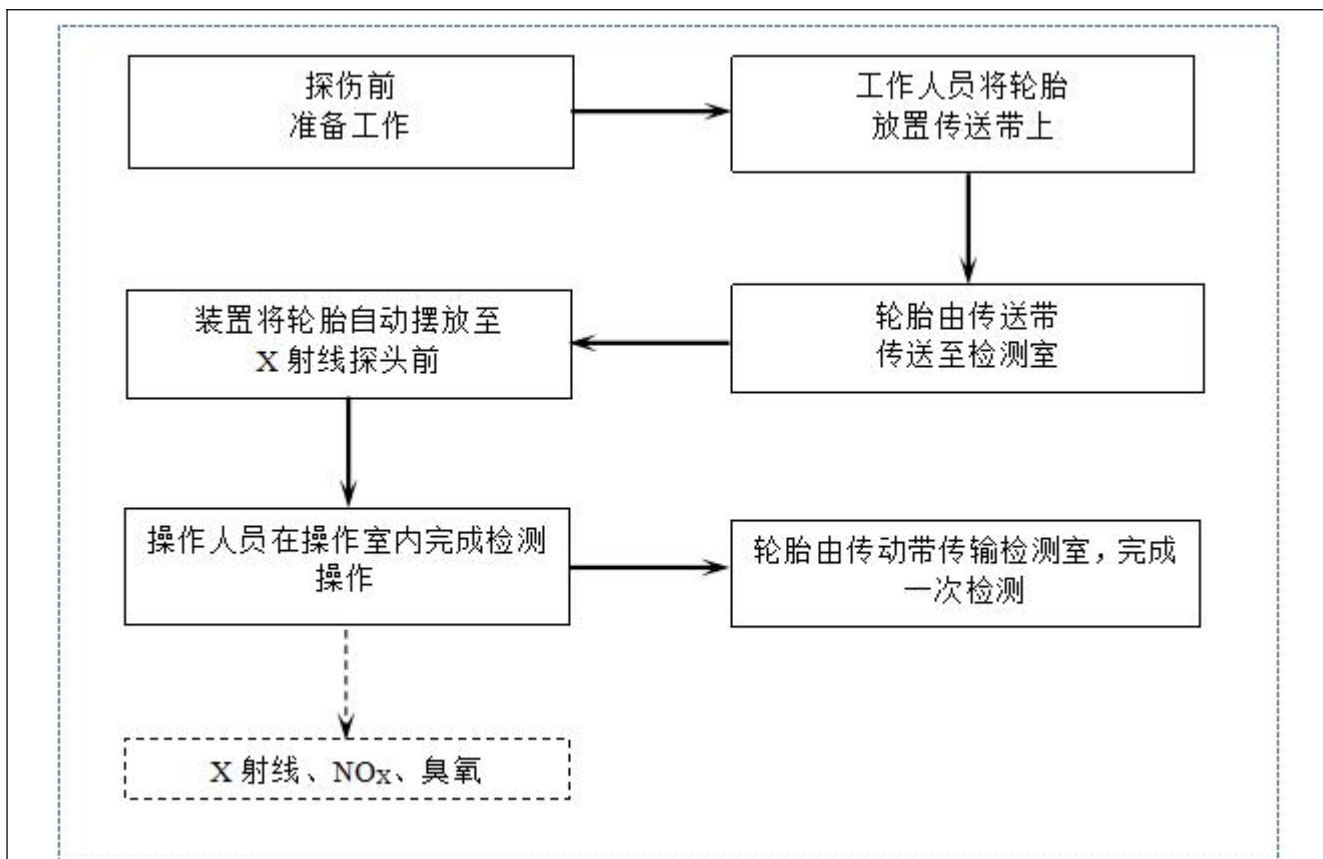 探伤前
准备工作
工作人员将轮胎
放置传送带上
轮胎由传送带
传送至检测室
装置将轮胎自动摆放至
X 射线探头前
操作人员在操作室内完成检测
操作
轮胎由传动带传输检测室，完成
一次检测
X 射线、NOx、臭氧